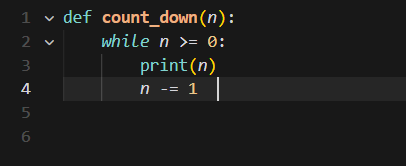 1 def count_down(n):
2     while n >= 0:
3         print(n)
4         n -= 1
5
6